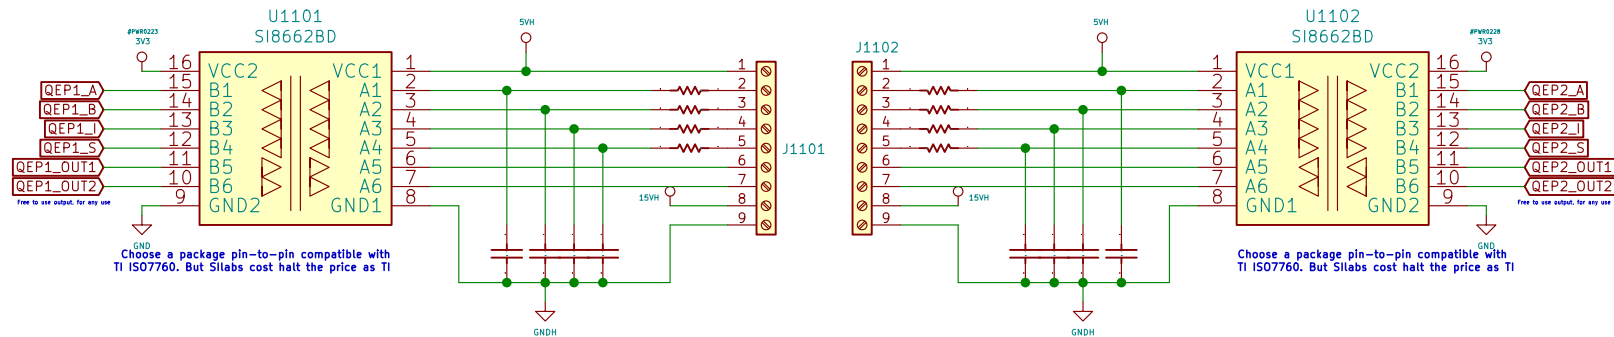 U1101
SI8662BD
#PWR0223
3V3
5VH
16 VCC2 VCC1 1
15 B1 A1 2
14 B2 A2 3
13 B3 A3 4
12 B4 A4 5
11 B5 A5 6
10 B6 A6 7
9 GND2 GND1 8
QEP1_A
QEP1_B
QEP1_I
QEP1_S
QEP1_OUT1
QEP1_OUT2
Free to use output, for any use
GND
Choose a package pin-to-pin compatible with
TI ISO7760. But Sllabs cost halt the price as TI
1
2
3
4
5
6
7
8
9
J1101
15VH
GNDH
J1102
1
2
3
4
5
6
7
8
9
15VH
5VH
GNDH
U1102
SI8662BD
#PWR0228
3V3
1 VCC1 VCC2 16
2 A1 B1 15
3 A2 B2 14
4 A3 B3 13
5 A4 B4 12
6 A5 B5 11
7 A6 B6 10
8 GND1 GND2 9
QEP2_A
QEP2_B
QEP2_I
QEP2_S
QEP2_OUT1
QEP2_OUT2
Free to use output, for any use
GND
Choose a package pin-to-pin compatible with
TI ISO7760. But Sllabs cost halt the price as TI